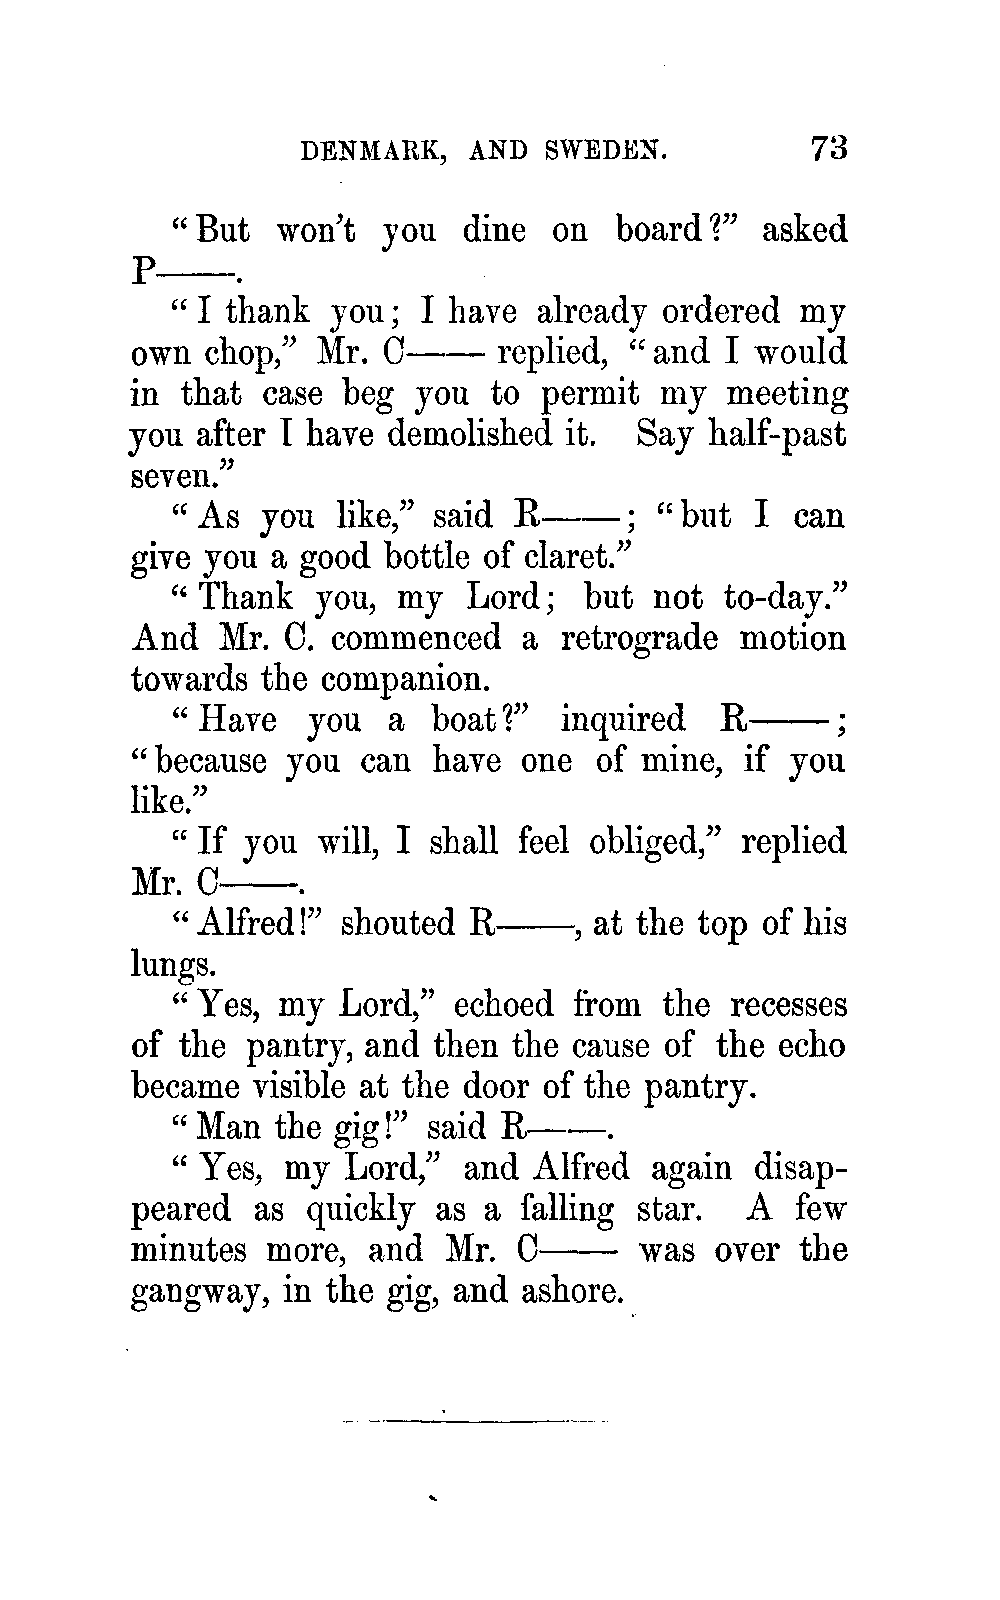 DENMARK, AND SWEDEN. 73
"But won't you dine on board?" asked
P——.
"I thank you; I have already ordered my
own chop," Mr. C—— replied, "and I would
in that case beg you to permit my meeting
you after I have demolished it. Say half-past
seven."
"As you like," said R——; "but I can
give you a good bottle of claret."
"Thank you, my Lord; but not to-day."
And Mr. C. commenced a retrograde motion
towards the companion.
"Have you a boat?" inquired R——;
"because you can have one of mine, if you
like."
"If you will, I shall feel obliged," replied
Mr. C——.
"Alfred!" shouted R——, at the top of his
lungs.
"Yes, my Lord," echoed from the recesses
of the pantry, and then the cause of the echo
became visible at the door of the pantry.
"Man the gig!" said R——.
"Yes, my Lord," and Alfred again disap-
peared as quickly as a falling star. A few
minutes more, and Mr. C—— was over the
gangway, in the gig, and ashore.